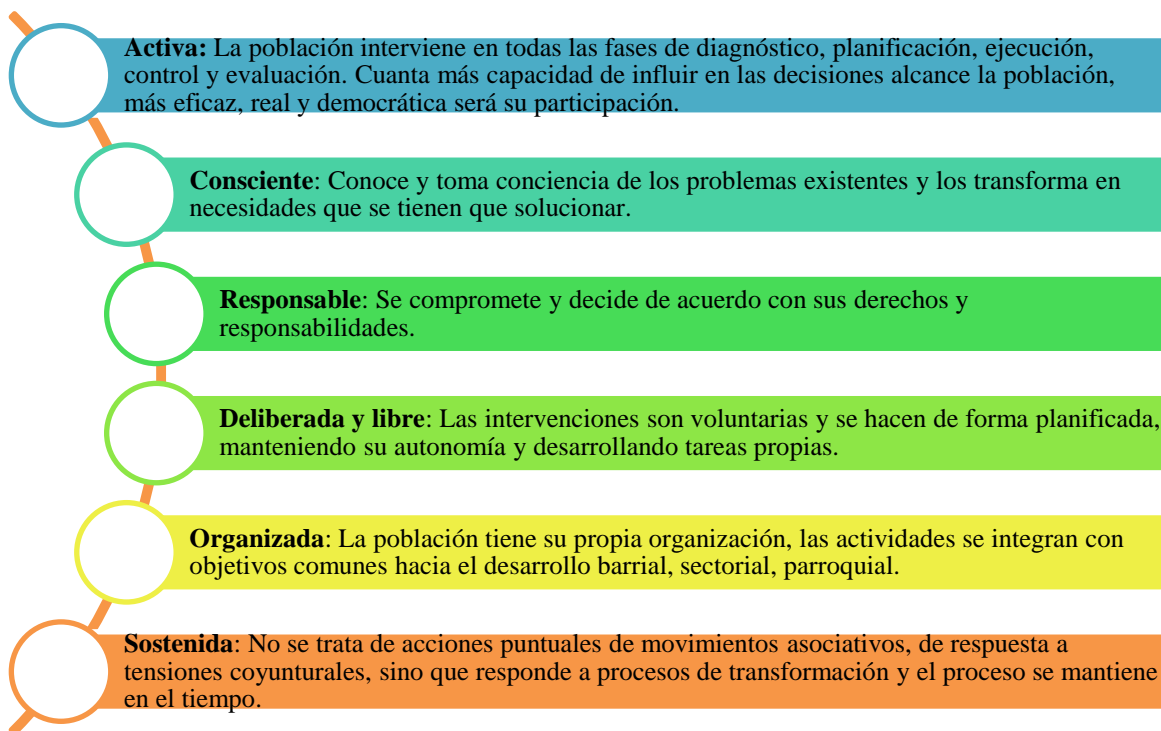 Activa: La población interviene en todas las fases de diagnóstico, planificación, ejecución,
control y evaluación. Cuanta más capacidad de influir en las decisiones alcance la población,
más eficaz, real y democrática será su participación.
Consciente: Conoce y toma conciencia de los problemas existentes y los transforma en
necesidades que se tienen que solucionar.
Responsable: Se compromete y decide de acuerdo con sus derechos y
responsabilidades.
Deliberada y libre: Las intervenciones son voluntarias y se hacen de forma planificada,
manteniendo su autonomía y desarrollando tareas propias.
Organizada: La población tiene su propia organización, las actividades se integran con
objetivos comunes hacia el desarrollo barrial, sectorial, parroquial.
Sostenida: No se trata de acciones puntuales de movimientos asociativos, de respuesta a
tensiones coyunturales, sino que responde a procesos de transformación y el proceso se mantiene
en el tiempo.